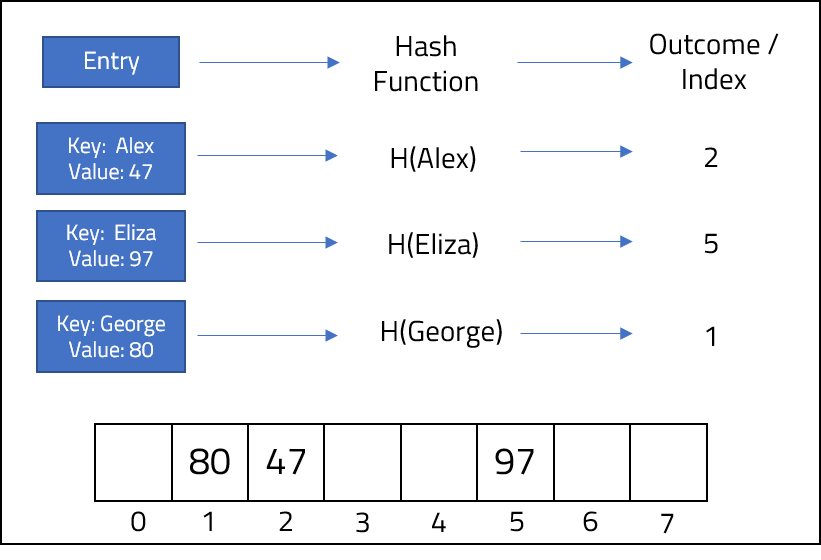 Entry
Hash
Function
Outcome /
Index
Key: Alex
Value: 47
H(Alex)
2
Key: Eliza
Value: 97
H(Eliza)
5
Key: George
Value: 80
H(George)
1
80 47 97
0 1 2 3 4 5 6 7